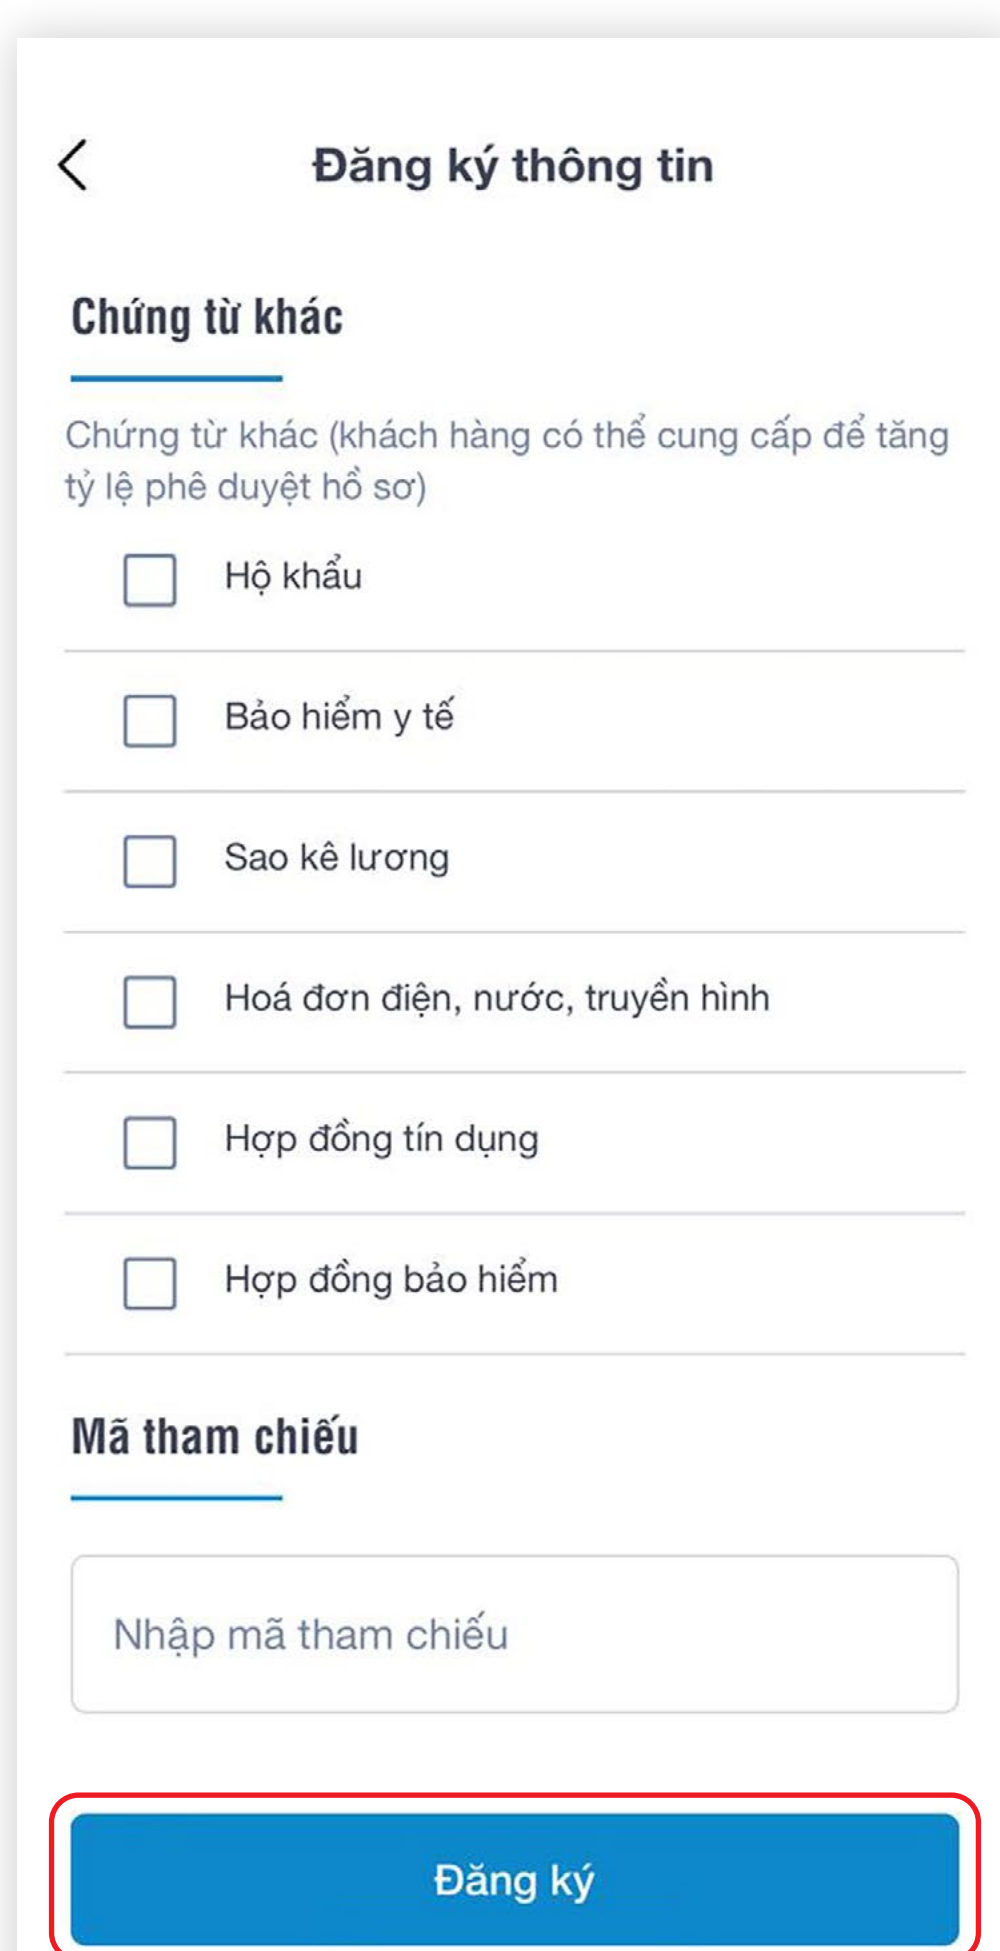 Đăng ký thông tin
Chứng từ khác
Chứng từ khác (khách hàng có thể cung cấp để tăng
tỷ lệ phê duyệt hồ sơ)
Hộ khẩu
Bảo hiểm y tế
Sao kê lương
Hoá đơn điện, nước, truyền hình
Hợp đồng tín dụng
Hợp đồng bảo hiểm
Mã tham chiếu
Nhập mã tham chiếu
Đăng ký